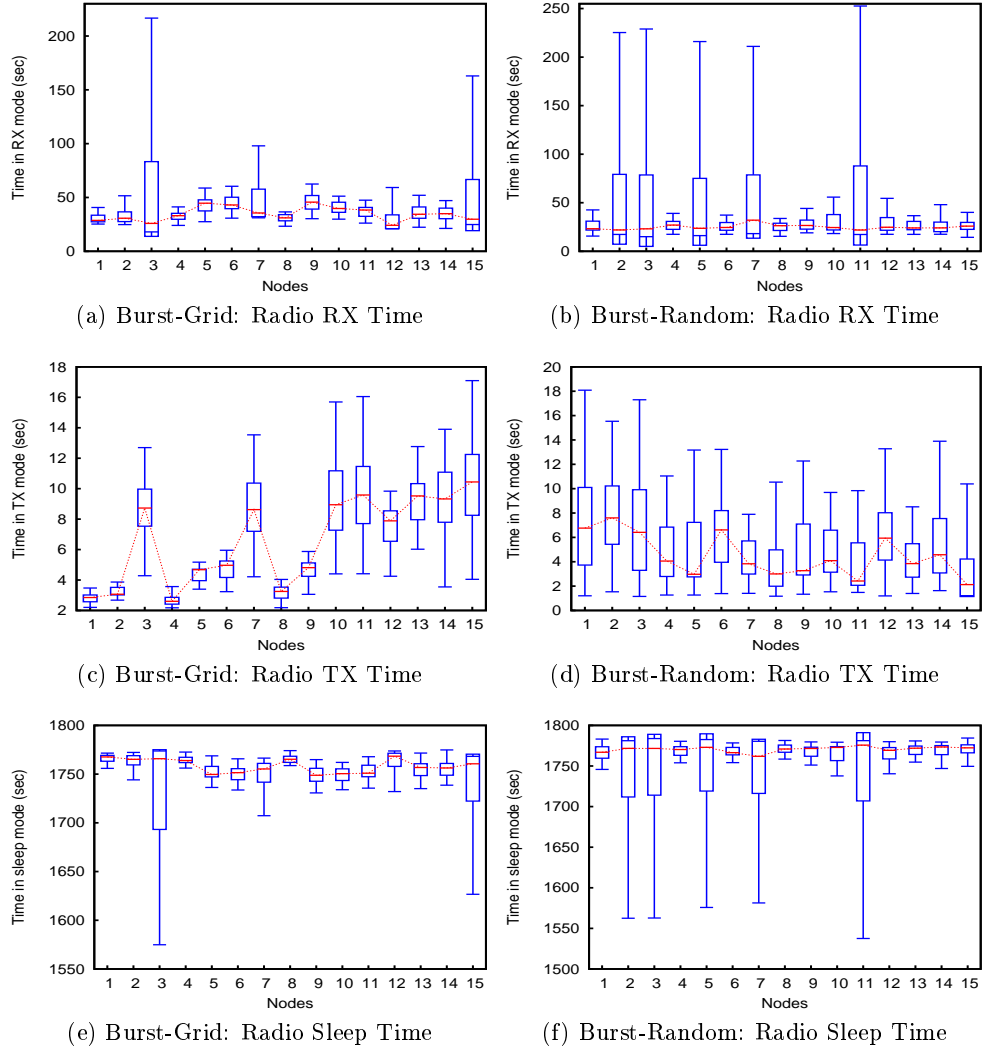 Time in RX mode (sec)
200
150
100
50
0
1 2 3 4 5 6 7 8 9 10 11 12 13 14 15
Nodes
(a) Burst-Grid: Radio RX Time
Time in RX mode (sec)
250
200
150
100
50
0
1 2 3 4 5 6 7 8 9 10 11 12 13 14 15
Nodes
(b) Burst-Random: Radio RX Time
Time in TX mode (sec)
18
16
14
12
10
8
6
4
2
1 2 3 4 5 6 7 8 9 10 11 12 13 14 15
Nodes
(c) Burst-Grid: Radio TX Time
Time in TX mode (sec)
20
18
16
14
12
10
8
6
4
2
0
1 2 3 4 5 6 7 8 9 10 11 12 13 14 15
Nodes
(d) Burst-Random: Radio TX Time
Time in sleep mode (sec)
1800
1750
1700
1650
1600
1550
1 2 3 4 5 6 7 8 9 10 11 12 13 14 15
Nodes
(e) Burst-Grid: Radio Sleep Time
Time in sleep mode (sec)
1800
1750
1700
1650
1600
1550
1500
1 2 3 4 5 6 7 8 9 10 11 12 13 14 15
Nodes
(f) Burst-Random: Radio Sleep Time